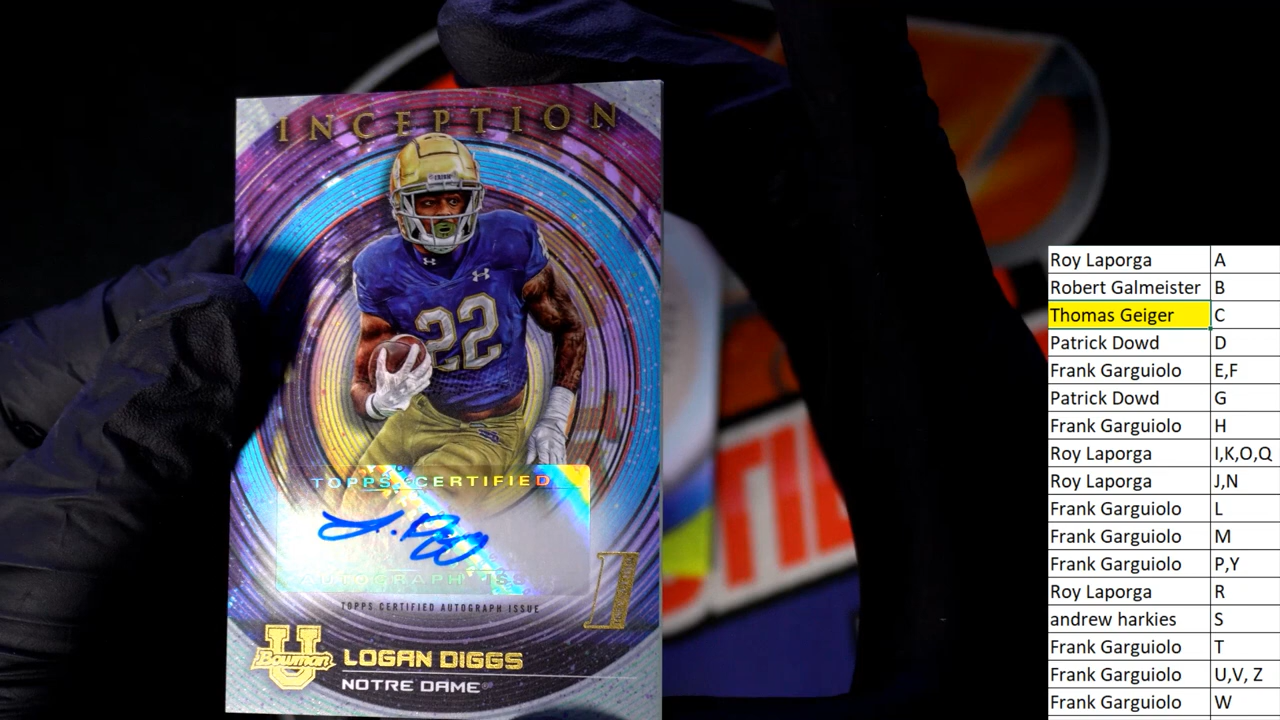 INCEPTION
IRISH
22
TOPPS CERTIFIED
AUTOGRAPH ISS
TOPPS CERTIFIED AUTOGRAPH ISSUE
I
U
Bowman
LOGAN DIGGS
NOTRE DAME
Roy Laporga A
Robert Galmeister B
Thomas Geiger C
Patrick Dowd D
Frank Garguiolo E,F
Patrick Dowd G
Frank Garguiolo H
Roy Laporga I,K,O,Q
Roy Laporga J,N
Frank Garguiolo L
Frank Garguiolo M
Frank Garguiolo P,Y
Roy Laporga R
andrew harkies S
Frank Garguiolo T
Frank Garguiolo U,V, Z
Frank Garguiolo W